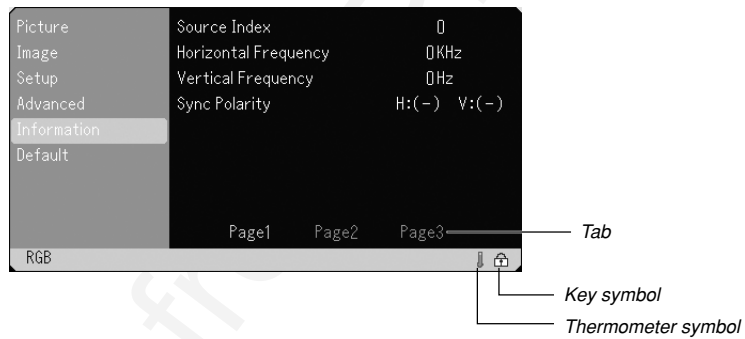 Picture Source Index 0
Image Horizontal Frequency 0KHz
Setup Vertical Frequency 0Hz
Advanced Sync Polarity H:(−) V:(−)
Information
Default
Page1 Page2 Page3 Tab
RGB
Key symbol
Thermometer symbol